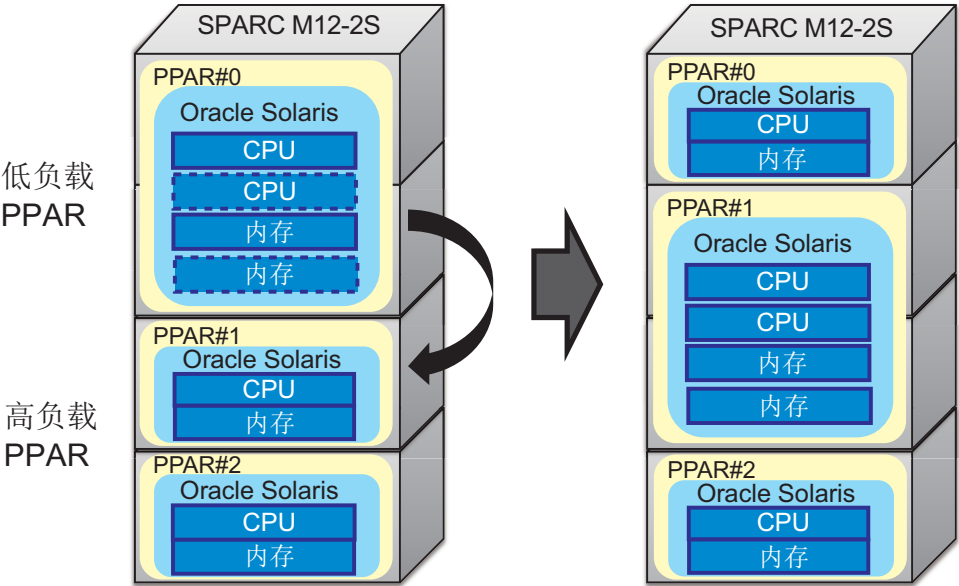 SPARC M12-2S
PPAR#0
Oracle Solaris
CPU
CPU
内存
内存
低负载
PPAR
PPAR#1
Oracle Solaris
CPU
内存
高负载
PPAR
PPAR#2
Oracle Solaris
CPU
内存
SPARC M12-2S
PPAR#0
Oracle Solaris
CPU
内存
PPAR#1
Oracle Solaris
CPU
CPU
内存
内存
PPAR#2
Oracle Solaris
CPU
内存